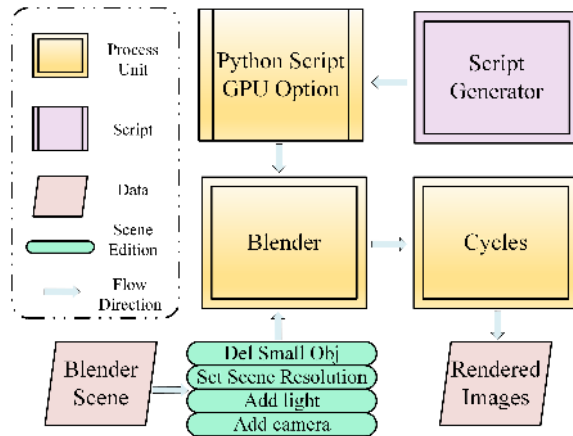 Process
Unit
Script
Data
Scene
Edition
Flow
Direction
Python Script
GPU Option
Script
Generator
Blender
Cycles
Blender
Scene
Del Small Obj
Set Scene Resolution
Add light
Add camera
Rendered
Images